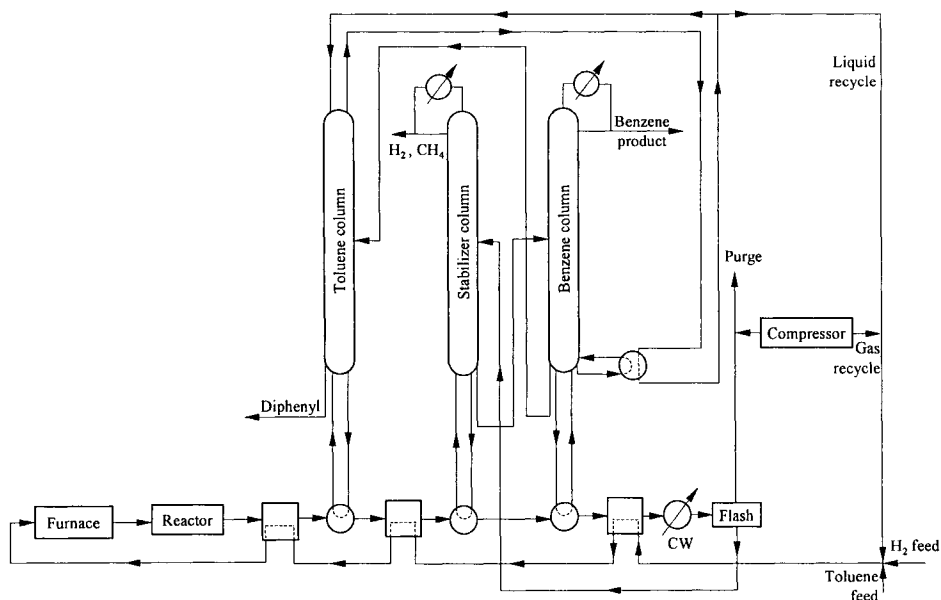 Liquid
recycle
H₂, CH₄
Benzene
product
Toluene column
Stabilizer column
Benzene column
Purge
Compressor
Gas
recycle
Diphenyl
Furnace
Reactor
Flash
CW
H₂ feed
Toluene
feed